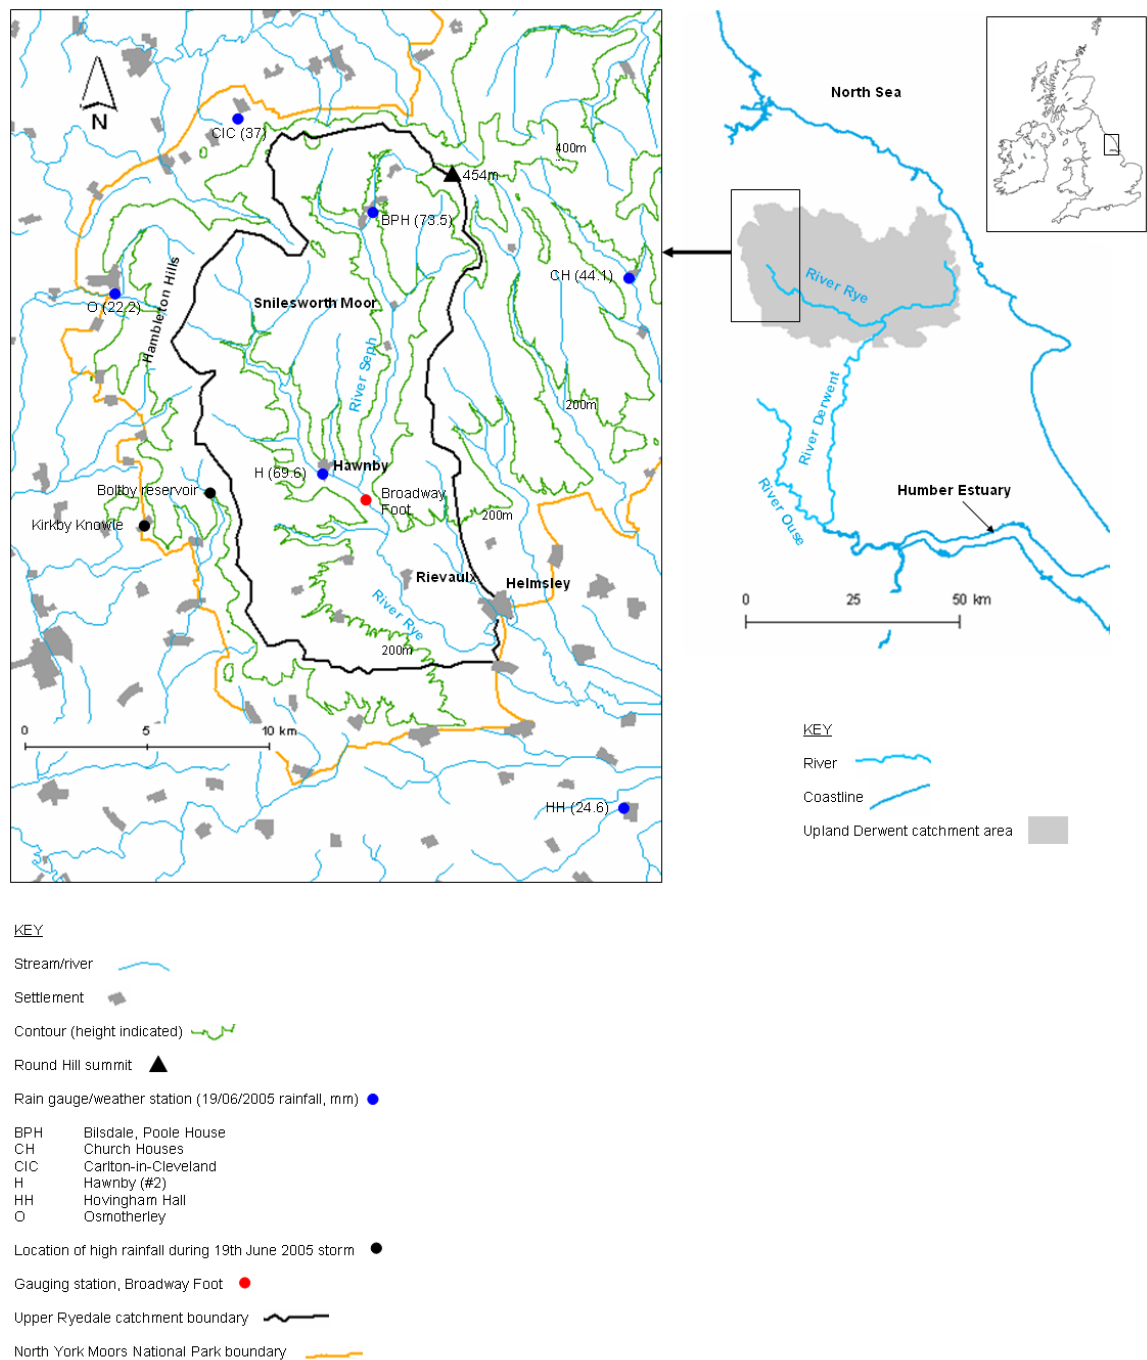 N
CIC (37)
400m
454m
BPH (73.5)
CH (44.1)
O (22.2)
Hambleton Hills
Snilesworth Moor
River Seph
200m
H (69.6)
Hawnby
Boltby reservoir
Broadway
Foot
Kirkby Knowle
200m
Rievaulx
Helmsley
River Rye
200m
0 5 10 km
HH (24.6)
North Sea
River Rye
River Derwent
River Ouse
Humber Estuary
0 25 50 km
KEY
River
Coastline
Upland Derwent catchment area
KEY
Stream/river
Settlement
Contour (height indicated)
Round Hill summit
Rain gauge/weather station (19/06/2005 rainfall, mm)
BPH Bilsdale, Poole House
CH Church Houses
CIC Carlton-in-Cleveland
H Hawnby (#2)
HH Hovingham Hall
O Osmotherley
Location of high rainfall during 19th June 2005 storm
Gauging station, Broadway Foot
Upper Ryedale catchment boundary
North York Moors National Park boundary